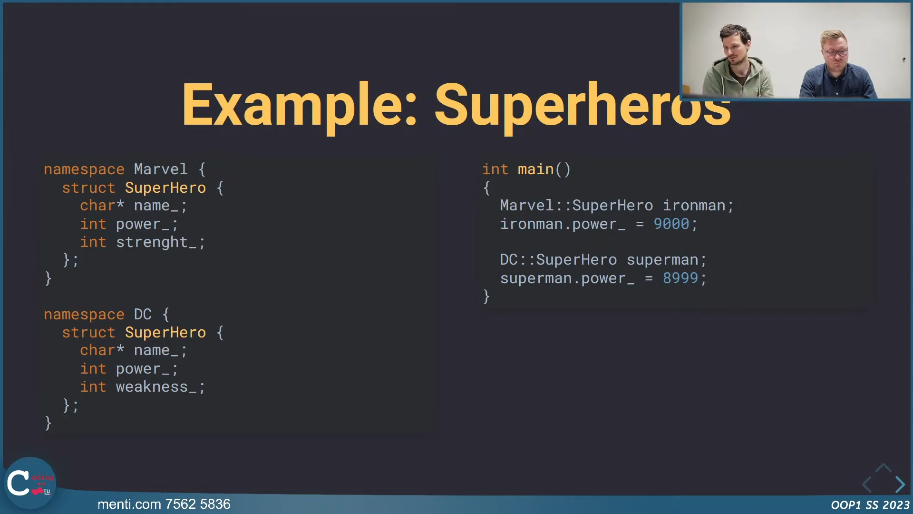 Example: Superheros
namespace Marvel {
struct SuperHero {
char* name_;
int power_;
int strenght_;
};
}
namespace DC {
struct SuperHero {
char* name_;
int power_;
int weakness_;
};
}
int main()
{
Marvel::SuperHero ironman;
ironman.power_ = 9000;
DC::SuperHero superman;
superman.power_ = 8999;
}
menti.com 7562 5836
OOP1 SS 2023